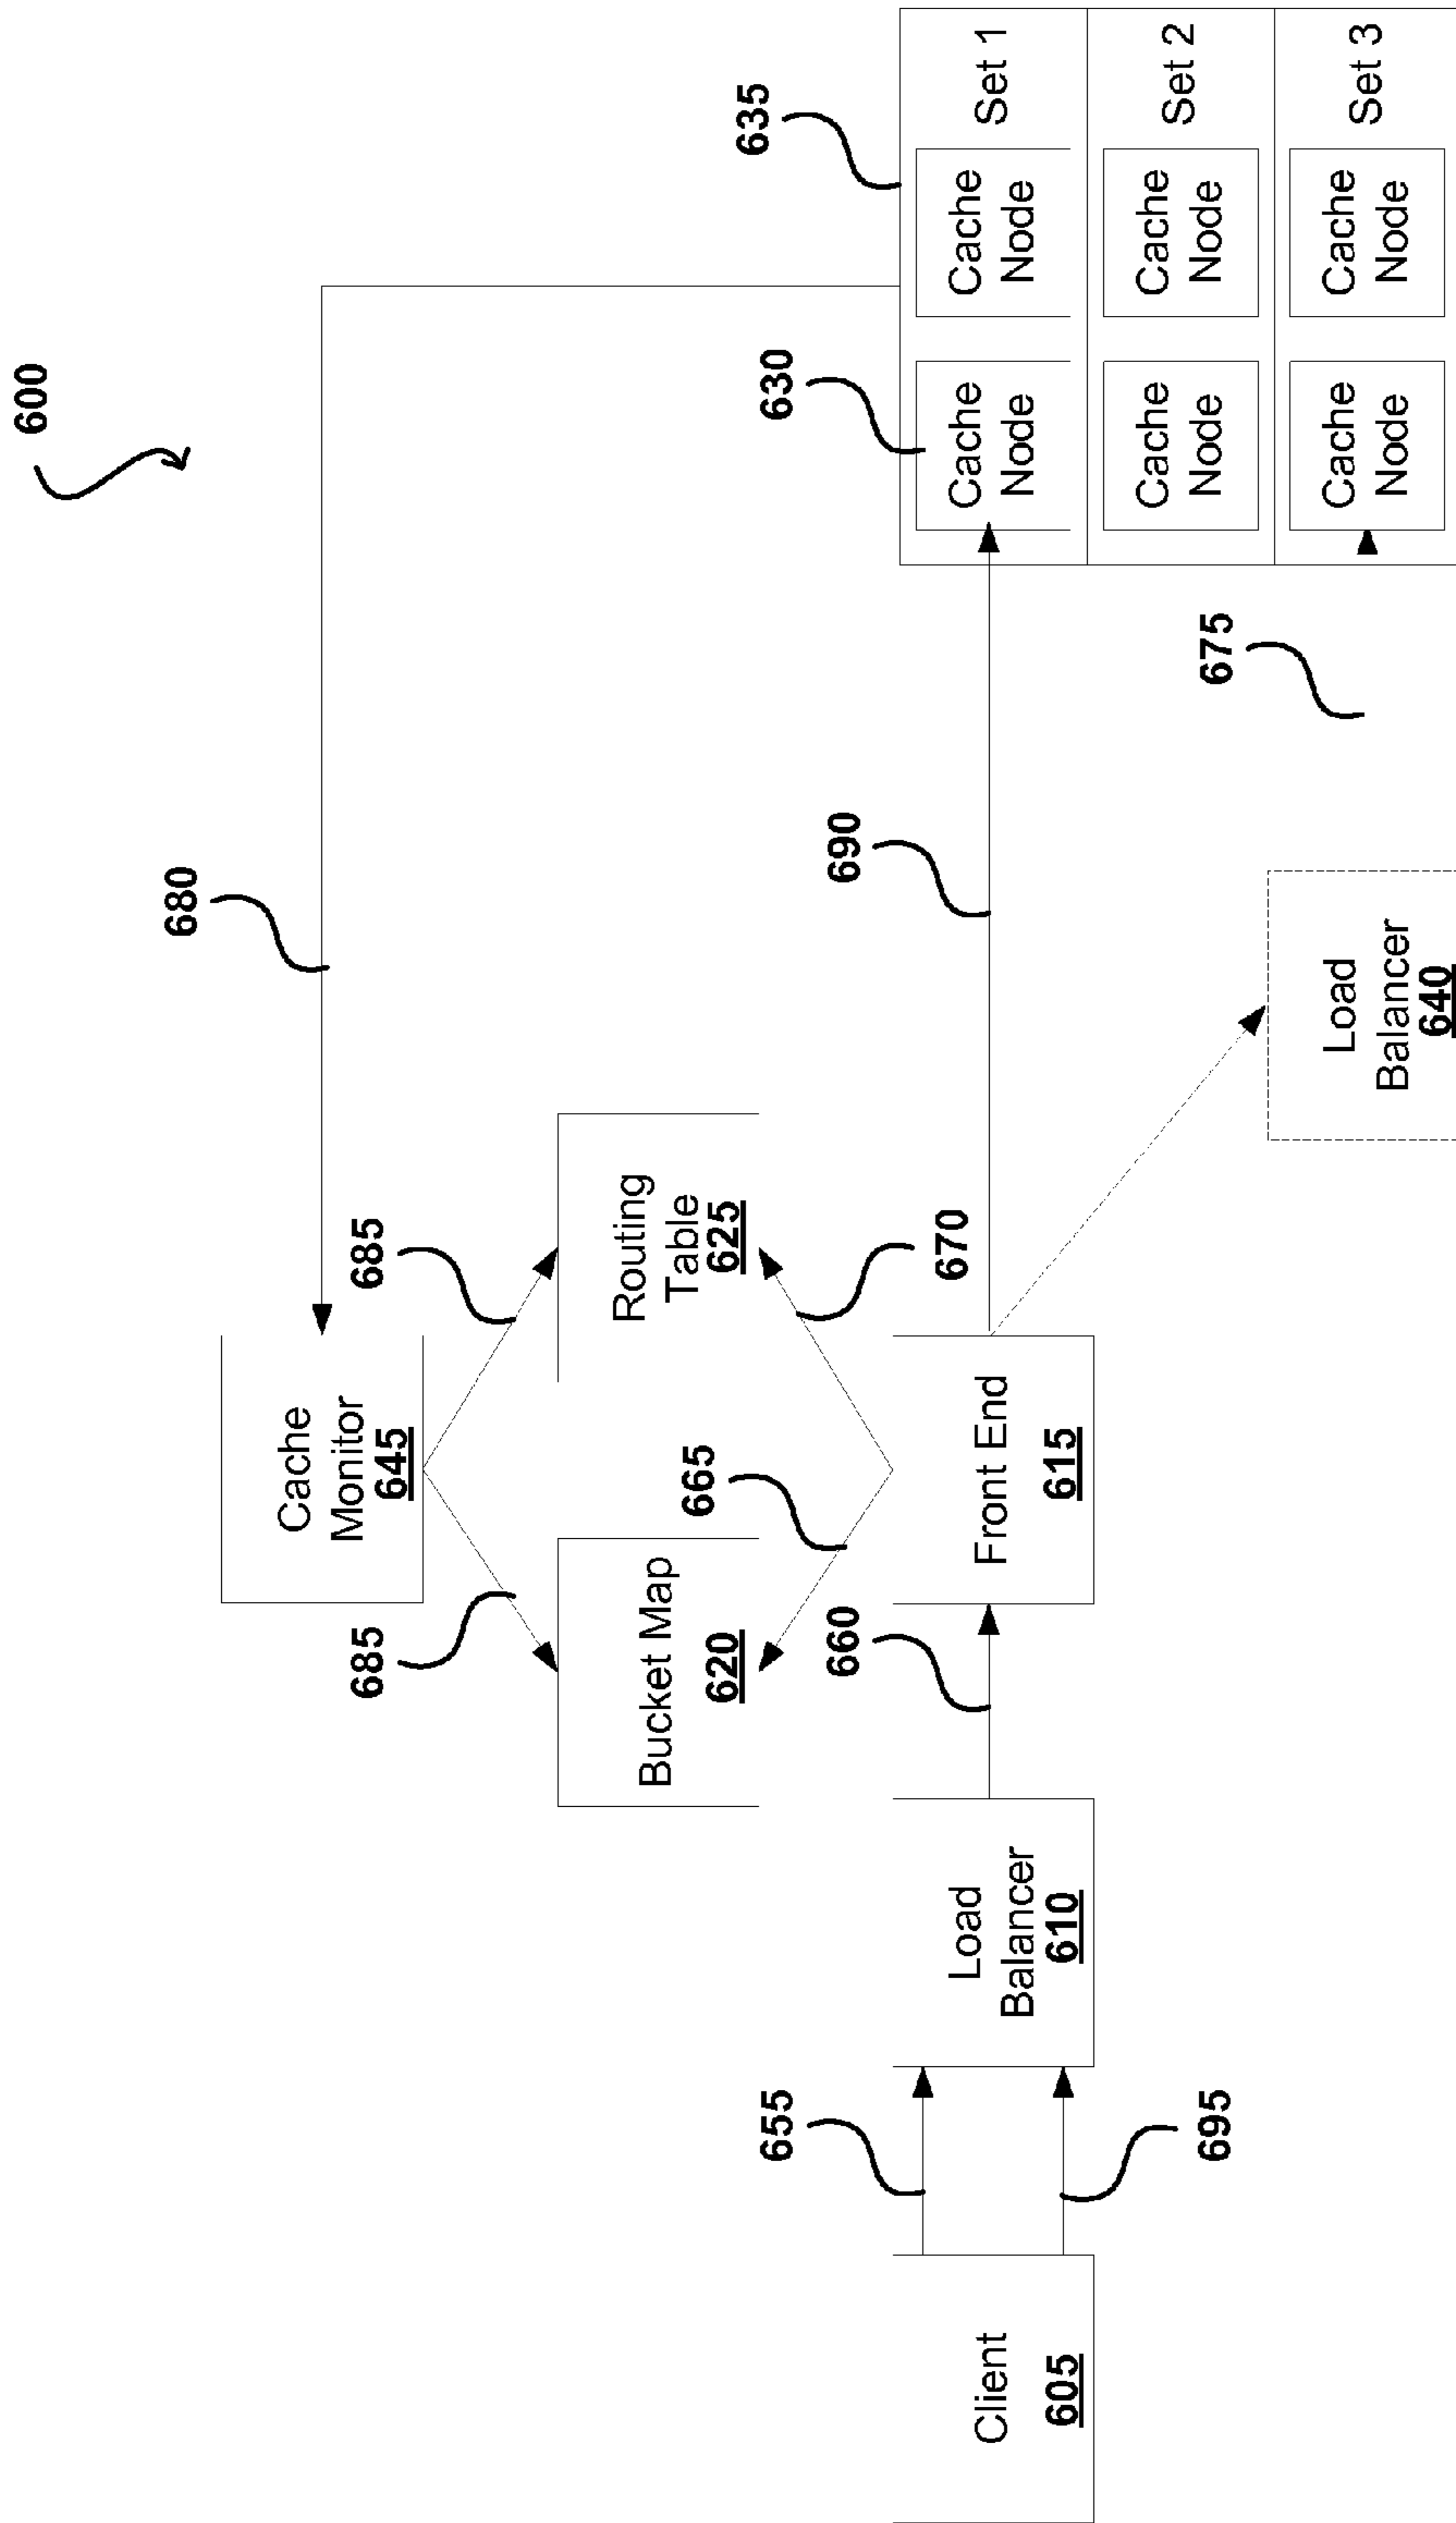 600
680
635
Cache
Monitor
645
685
685
630
Cache
Node
Cache
Node
Set 1
Bucket Map
620
Routing
Table
625
665
670
690
Cache
Node
Cache
Node
Set 2
655
660
Client
605
Load
Balancer
610
Front End
615
675
Cache
Node
Cache
Node
Set 3
695
Load
Balancer
640